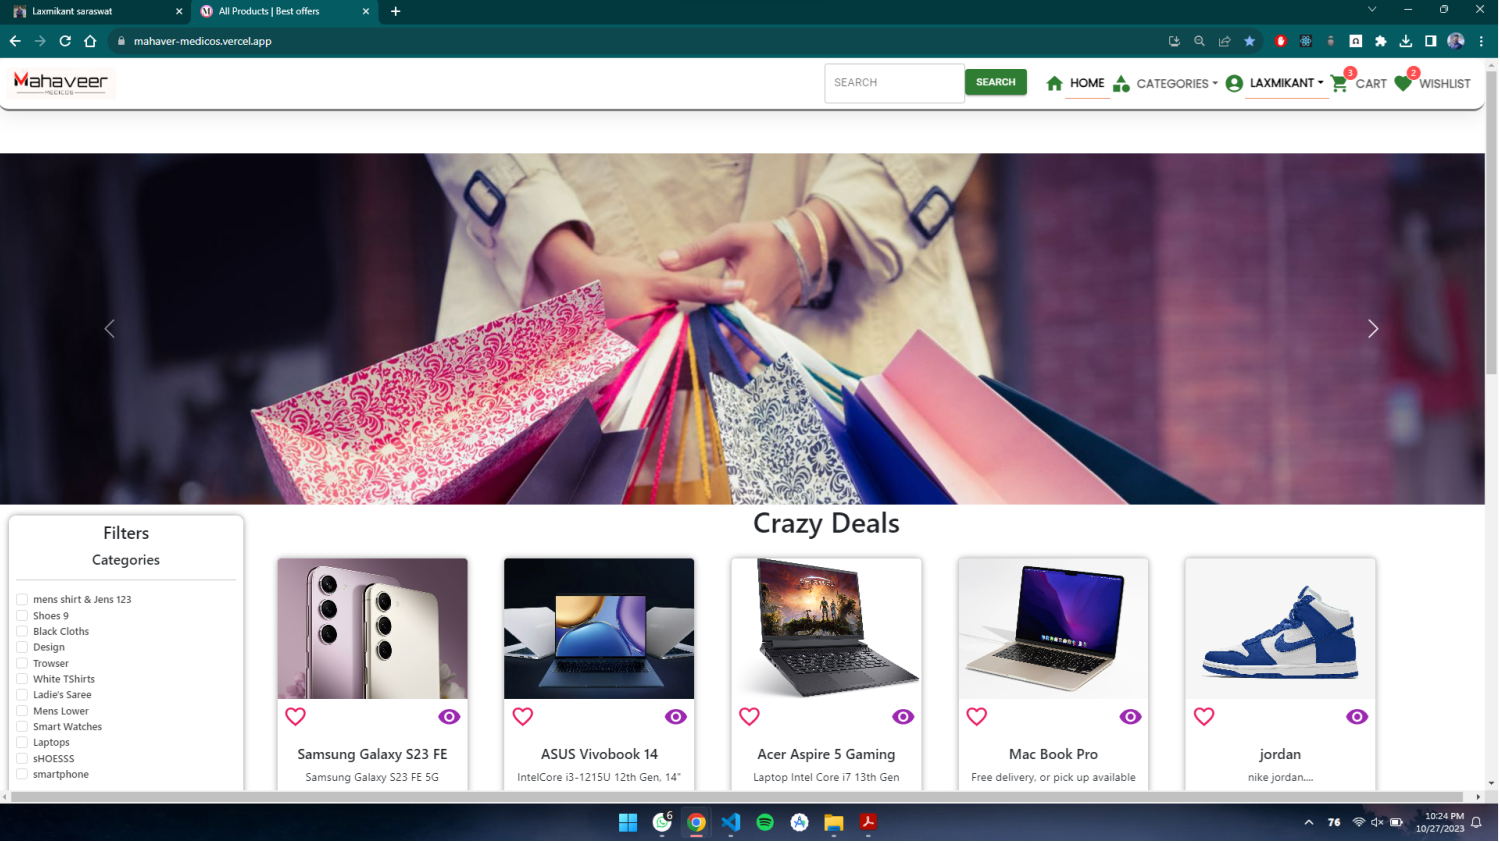 Laxmikant saraswat
All Products | Best offers
mahaver-medicos.vercel.app
Mahaveer
MEDICOS
SEARCH
SEARCH
HOME
CATEGORIES
LAXMIKANT
3
CART
2
WISHLIST
Crazy Deals
Filters
Categories
mens shirt & Jens 123
Shoes 9
Black Cloths
Design
Trowser
White TShirts
Ladie's Saree
Mens Lower
Smart Watches
Laptops
sHOESSS
smartphone
Samsung Galaxy S23 FE
Samsung Galaxy S23 FE 5G
ASUS Vivobook 14
IntelCore i3-1215U 12th Gen, 14"
Acer Aspire 5 Gaming
Laptop Intel Core i7 13th Gen
Mac Book Pro
Free delivery, or pick up available
jordan
nike jordan....
6
76
10:24 PM
10/27/2023